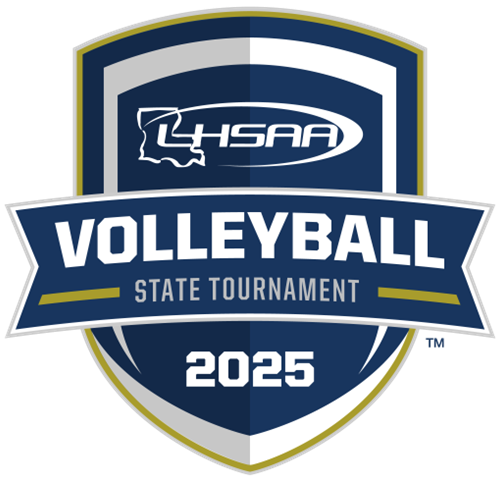 LHSAA
VOLLEYBALL
STATE TOURNAMENT
2025
TM